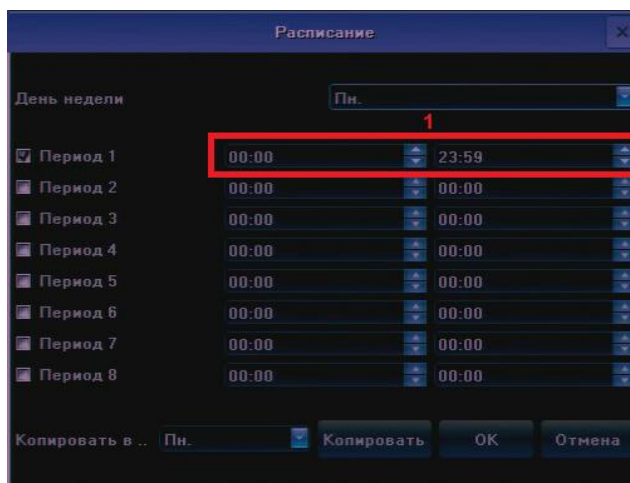 Расписание
День недели Пн.
1
Период 1 00:00 23:59
Период 2 00:00 00:00
Период 3 00:00 00:00
Период 4 00:00 00:00
Период 5 00:00 00:00
Период 6 00:00 00:00
Период 7 00:00 00:00
Период 8 00:00 00:00
Копировать в .. Пн. Копировать OK Отмена